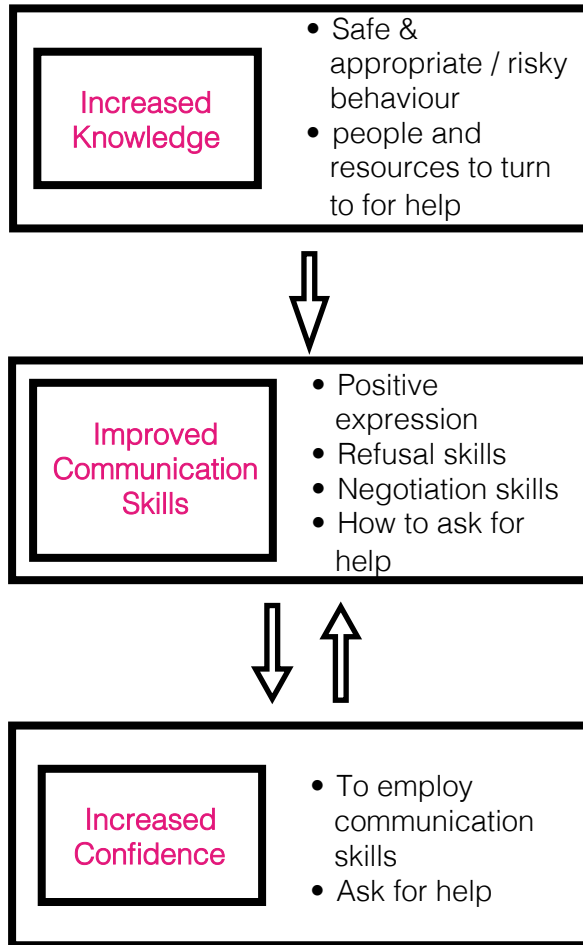 Increased
Knowledge
• Safe &
appropriate / risky
behaviour
• people and
resources to turn
to for help
Improved
Communication
Skills
• Positive
expression
• Refusal skills
• Negotiation skills
• How to ask for
help
Increased
Confidence
• To employ
communication
skills
• Ask for help